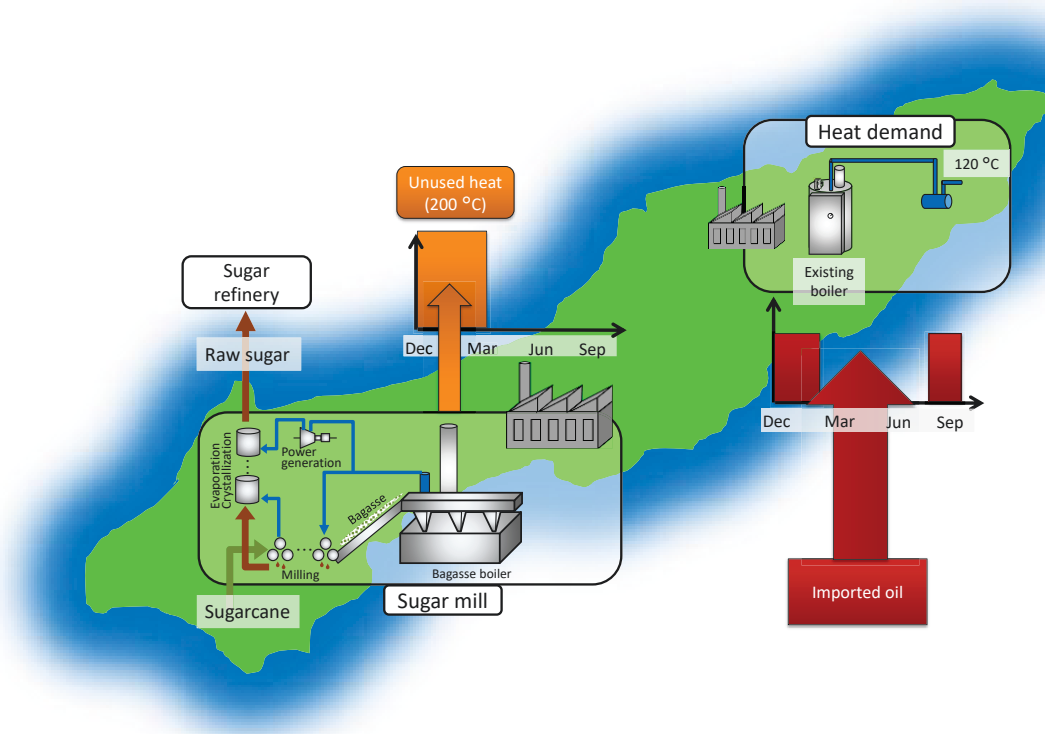 Heat demand
120 °C
Existing
boiler
Unused heat
(200 °C)
Dec
Mar
Jun
Sep
Sugar
refinery
Raw sugar
Dec
Mar
Jun
Sep
Power
generation
Evaporation
Crystallization
Bagasse
Milling
Bagasse boiler
Sugarcane
Sugar mill
Imported oil